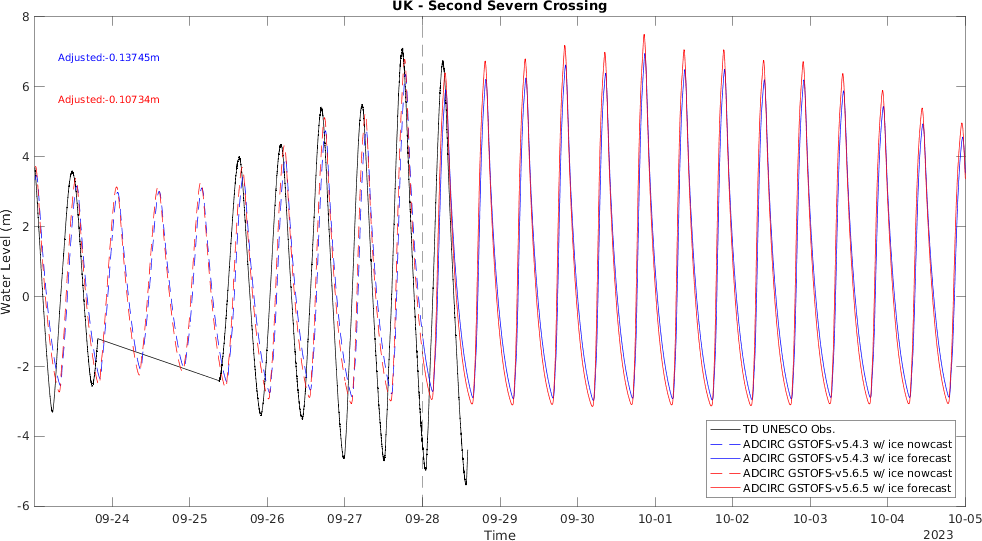 UK - Second Severn Crossing
8
6
4
2
0
-2
-4
-6
Water Level (m)
Adjusted:-0.13745m
Adjusted:-0.10734m
TD UNESCO Obs.
ADCIRC GSTOFS-v5.4.3 w/ ice nowcast
ADCIRC GSTOFS-v5.4.3 w/ ice forecast
ADCIRC GSTOFS-v5.6.5 w/ ice nowcast
ADCIRC GSTOFS-v5.6.5 w/ ice forecast
09-24 09-25 09-26 09-27 09-28 09-29 09-30 10-01 10-02 10-03 10-04 10-05
Time
2023